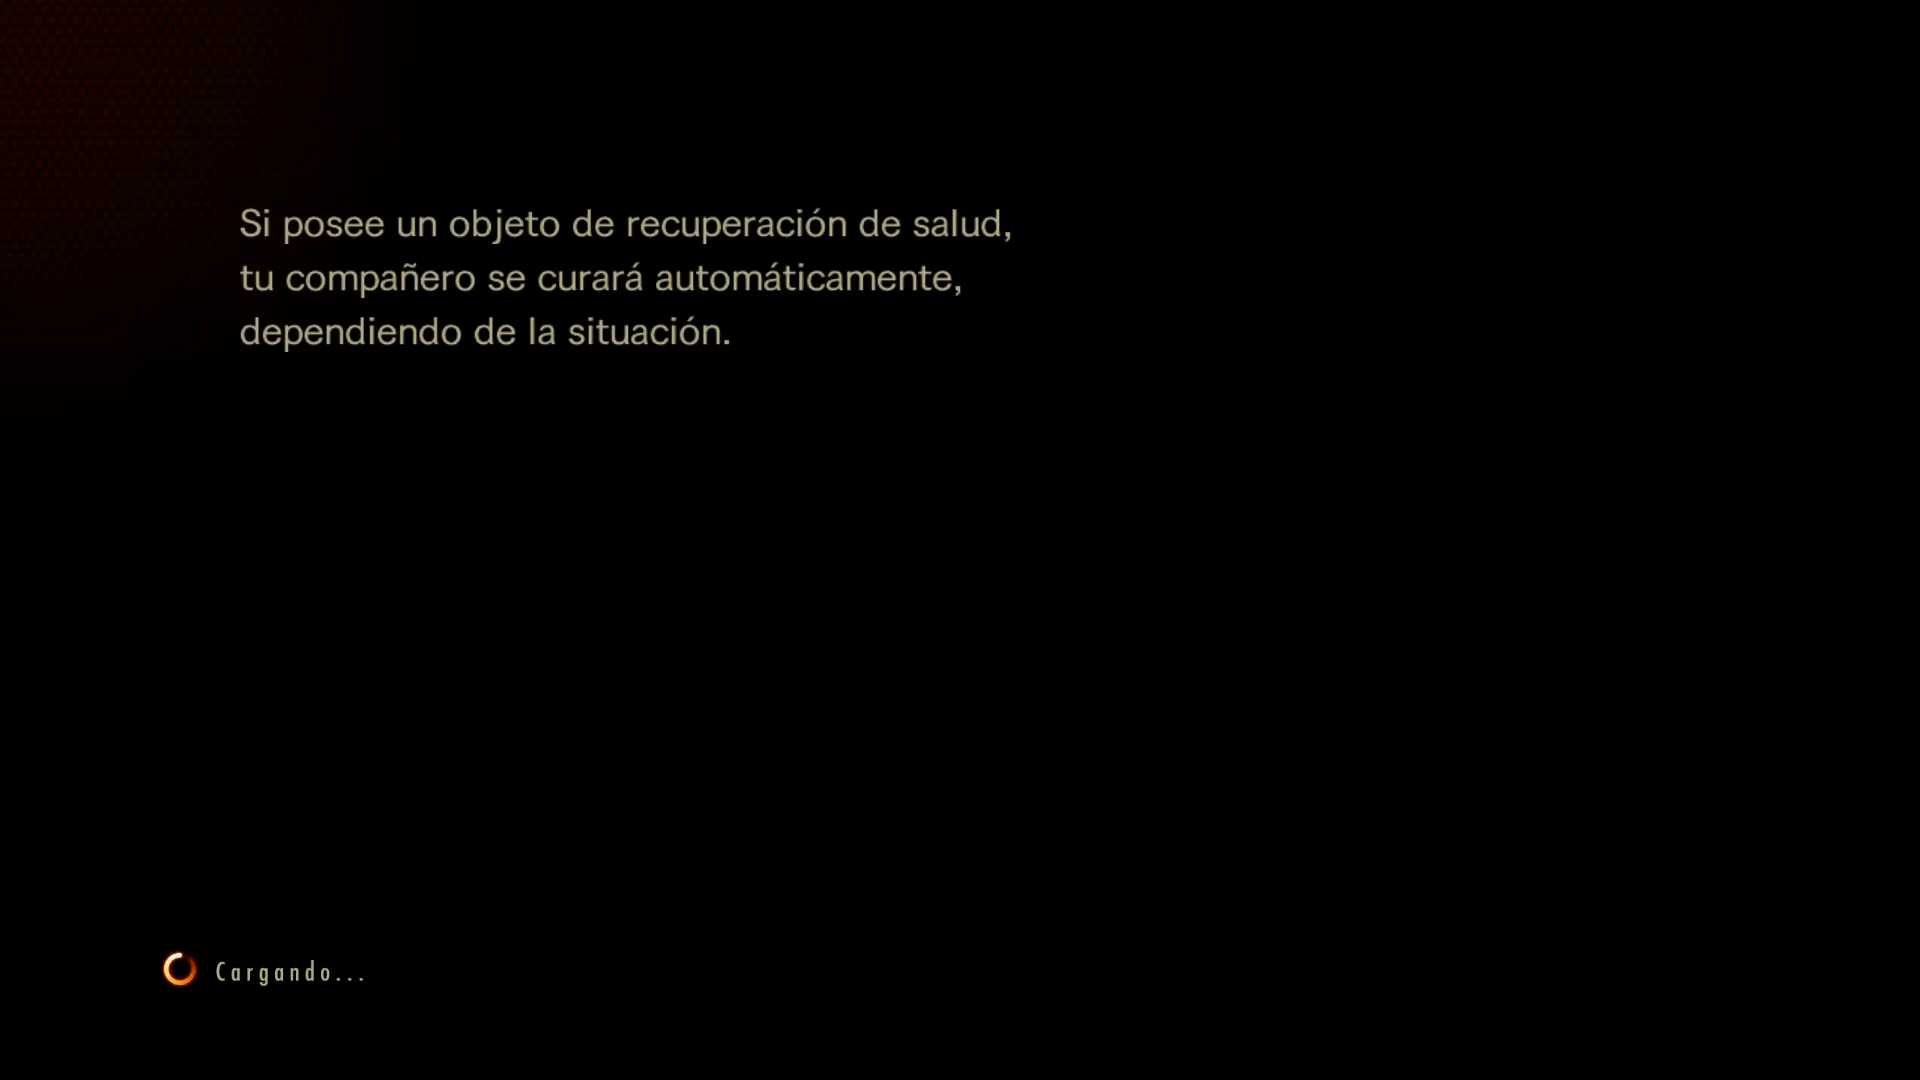 Si posee un objeto de recuperación de salud,
tu compañero se curará automáticamente,
dependiendo de la situación.
Cargando...